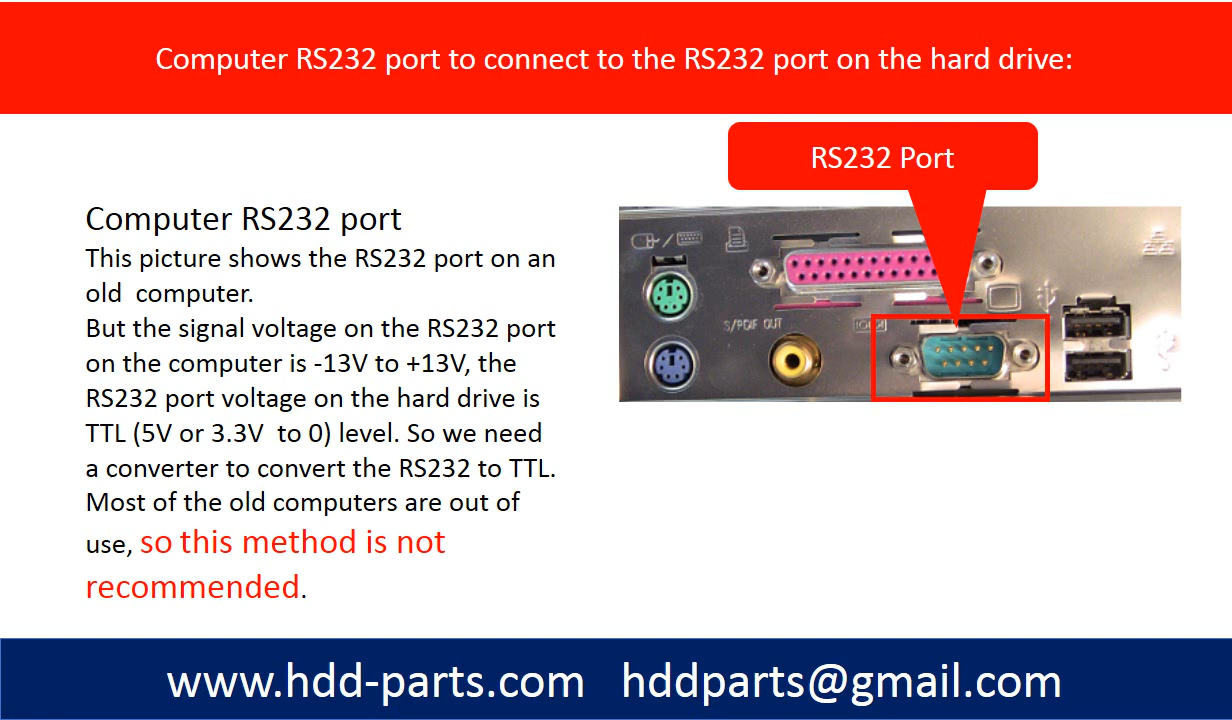 Computer RS232 port to connect to the RS232 port on the hard drive:
RS232 Port
Computer RS232 port
This picture shows the RS232 port on an
old  computer.
But the signal voltage on the RS232 port
on the computer is -13V to +13V, the
RS232 port voltage on the hard drive is
TTL (5V or 3.3V  to 0) level. So we need
a converter to convert the RS232 to TTL.
Most of the old computers are out of
use, so this method is not
recommended.
S/PDIF OUT
www.hdd-parts.com   hddparts@gmail.com